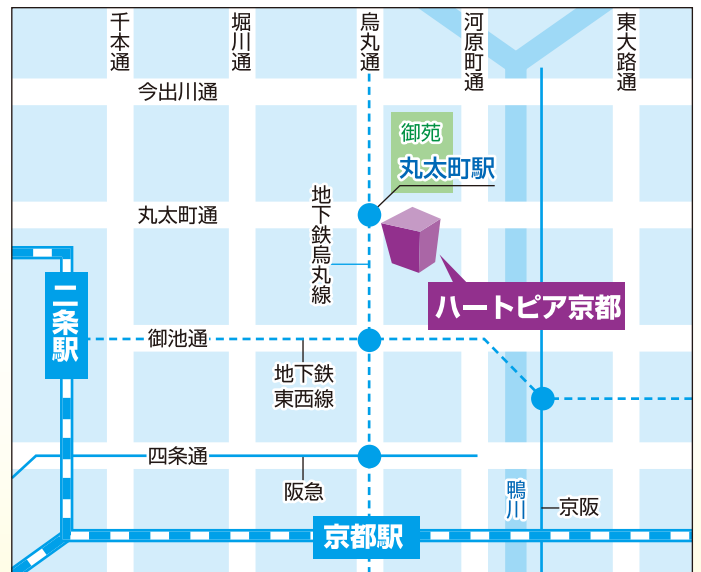 千本通
堀川通
烏丸通
河原町通
東大路通
今出川通
御苑
丸太町駅
丸太町通
地下鉄烏丸線
ハートピア京都
二条駅
御池通
地下鉄
東西線
四条通
阪急
鴨川
京阪
京都駅